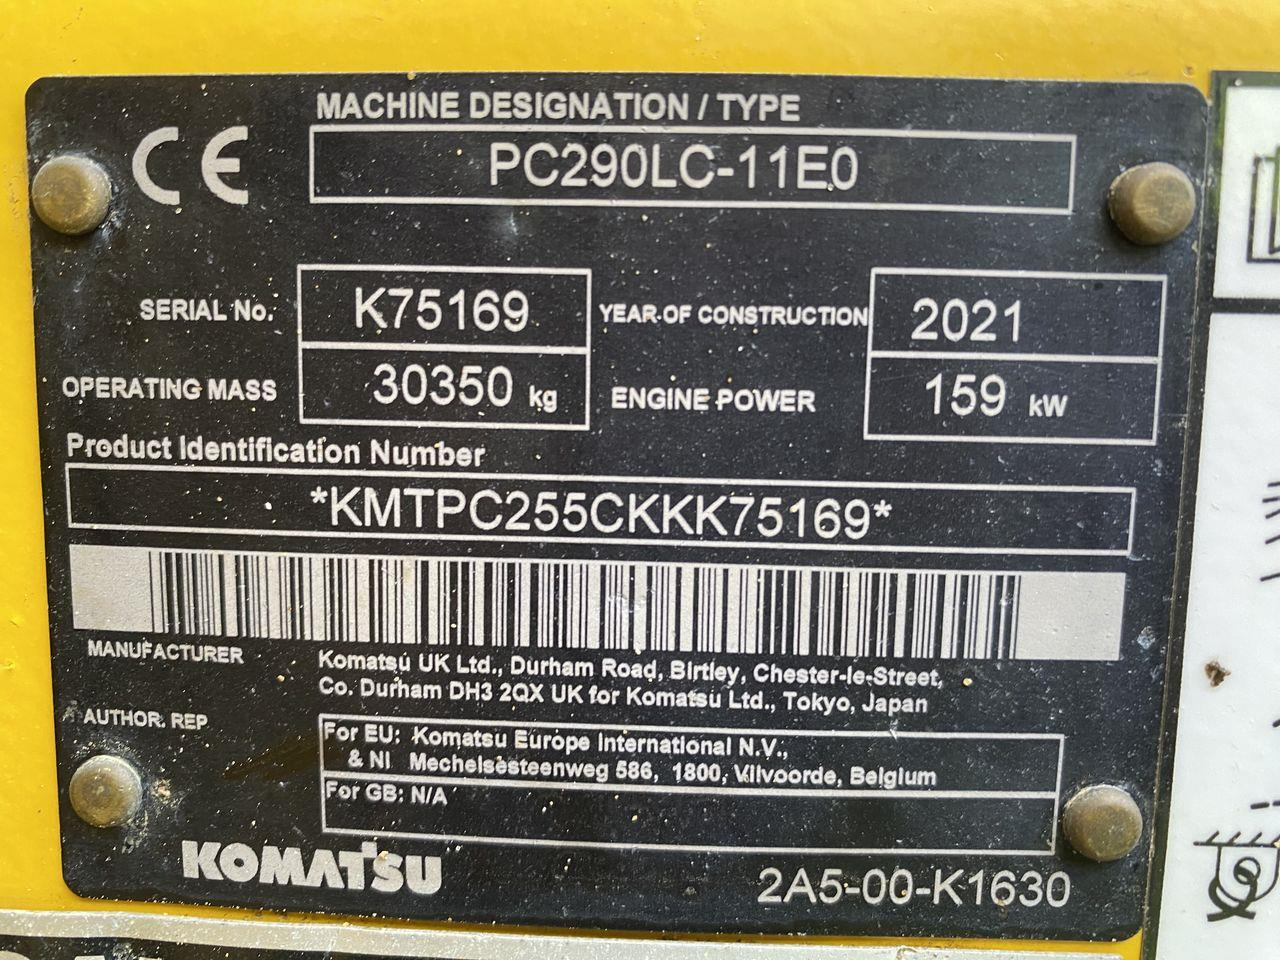 CE
MACHINE DESIGNATION / TYPE
PC290LC-11E0
SERIAL No. K75169 YEAR OF CONSTRUCTION 2021
OPERATING MASS 30350 kg ENGINE POWER 159 kW
Product Identification Number
*KMTPC255CKKK75169*
MANUFACTURER Komatsu UK Ltd., Durham Road, Birtley, Chester-le-Street,
Co. Durham DH3 2QX UK for Komatsu Ltd., Tokyo, Japan
AUTHOR. REP For EU: Komatsu Europe International N.V.,
& NI Mechelsesteenweg 586, 1800, Vilvoorde, Belgium
For GB: N/A
KOMATSU 2A5-00-K1630